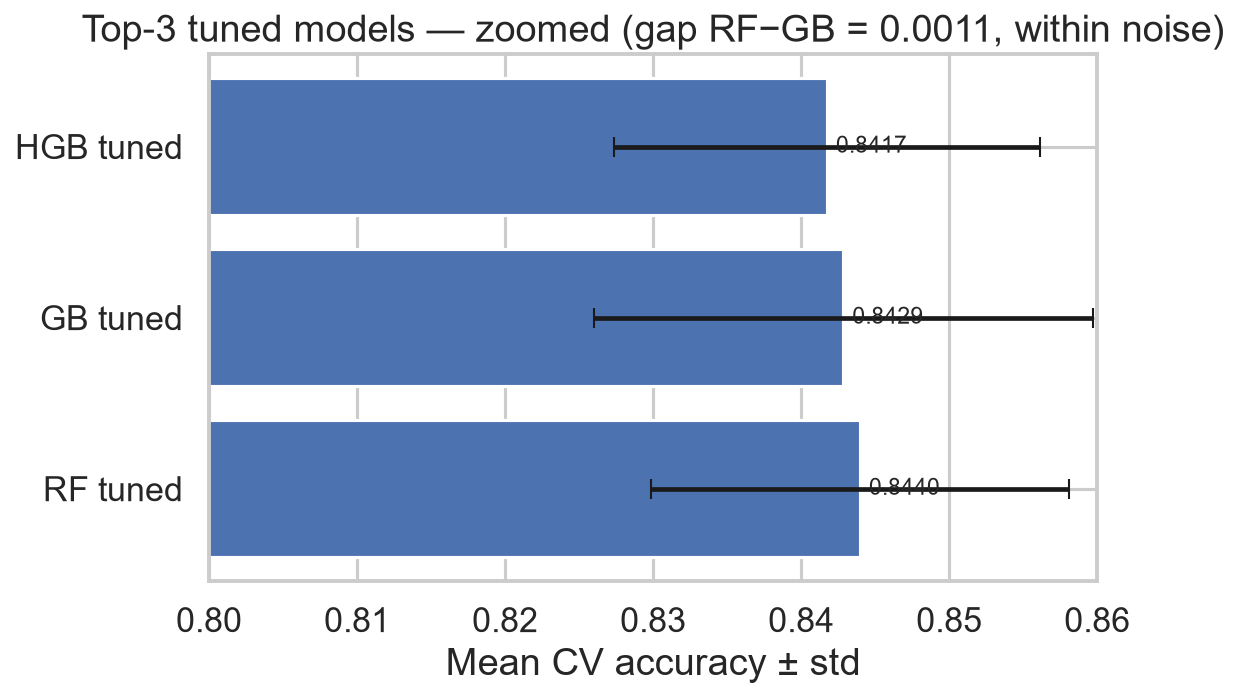 Top-3 tuned models — zoomed (gap RF−GB = 0.0011, within noise)
HGB tuned
0.8417
GB tuned
0.8429
RF tuned
0.8440
0.80 0.81 0.82 0.83 0.84 0.85 0.86
Mean CV accuracy ± std